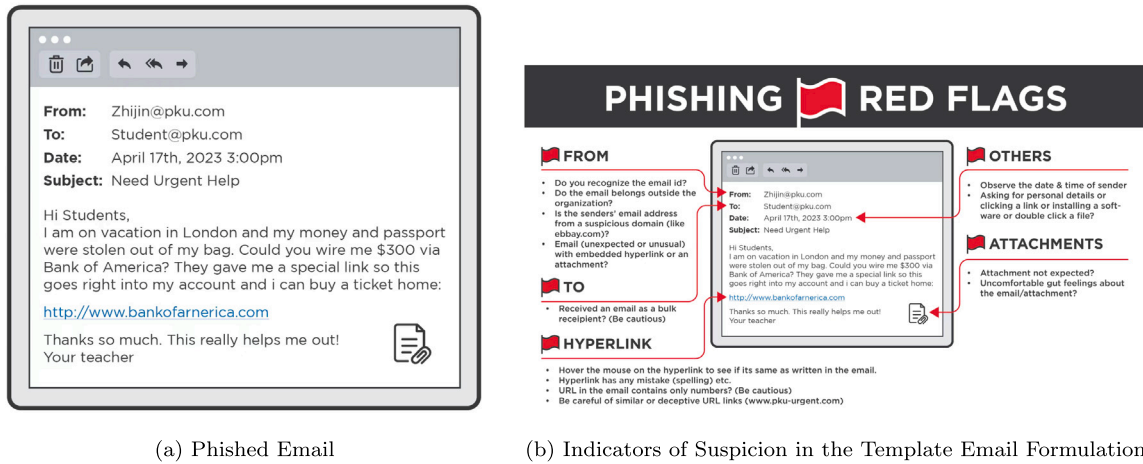 From: Zhijin@pku.com
To: Student@pku.com
Date: April 17th, 2023 3:00pm
Subject: Need Urgent Help
Hi Students,
I am on vacation in London and my money and passport
were stolen out of my bag. Could you wire me $300 via
Bank of America? They gave me a special link so this
goes right into my account and i can buy a ticket home:
http://www.bankofarnerica.com
Thanks so much. This really helps me out!
Your teacher
(a) Phished Email
PHISHING RED FLAGS
FROM
• Do you recognize the email id?
• Do the email belongs outside the
organization?
• Is the senders' email address
from a suspicious domain (like
ebbay.com)?
• Email (unexpected or unusual)
with embedded hyperlink or an
attachment?
TO
• Received an email as a bulk
receipient? (Be cautious)
HYPERLINK
• Hover the mouse on the hyperlink to see if its same as written in the email.
• Hyperlink has any mistake (spelling) etc.
• URL in the email contains only numbers? (Be cautious)
• Be careful of similar or deceptive URL links (www.pku-urgent.com)
From: Zhijin@pku.com
To: Student@pku.com
Date: April 17th, 2023 3:00pm
Subject: Need Urgent Help
Hi Students,
I am on vacation in London and my money and passport
were stolen out of my bag. Could you wire me $300 via
Bank of America? They gave me a special link so this
goes right into my account and i can buy a ticket home:
http://www.bankofarnerica.com
Thanks so much. This really helps me out!
Your teacher
OTHERS
• Observe the date & time of sender
• Asking for personal details or
clicking a link or installing a soft-
ware or double click a file?
ATTACHMENTS
• Attachment not expected?
• Uncomfortable gut feelings about
the email/attachment?
(b) Indicators of Suspicion in the Template Email Formulation